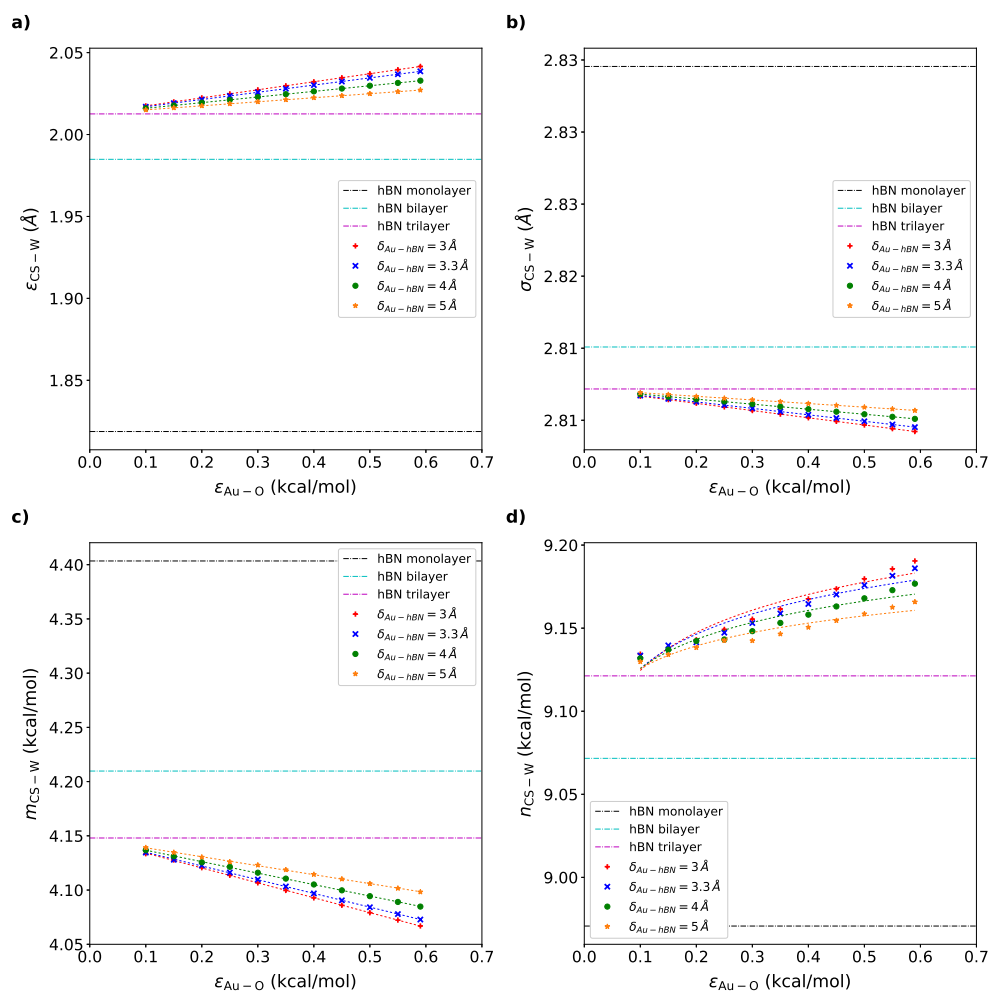 a)
2.05
2.00
1.95
1.90
1.85
0.0 0.1 0.2 0.3 0.4 0.5 0.6 0.7
ε_Au−O (kcal/mol)
ε_CS−W (Å)
hBN monolayer
hBN bilayer
hBN trilayer
δ_Au−hBN = 3 Å
δ_Au−hBN = 3.3 Å
δ_Au−hBN = 4 Å
δ_Au−hBN = 5 Å
b)
2.83
2.83
2.83
2.82
2.81
2.81
0.0 0.1 0.2 0.3 0.4 0.5 0.6 0.7
ε_Au−O (kcal/mol)
σ_CS−W (Å)
hBN monolayer
hBN bilayer
hBN trilayer
δ_Au−hBN = 3 Å
δ_Au−hBN = 3.3 Å
δ_Au−hBN = 4 Å
δ_Au−hBN = 5 Å
c)
4.40
4.30
4.20
4.15
4.10
4.05
0.0 0.1 0.2 0.3 0.4 0.5 0.6 0.7
ε_Au−O (kcal/mol)
m_CS−W (kcal/mol)
hBN monolayer
hBN bilayer
hBN trilayer
δ_Au−hBN = 3 Å
δ_Au−hBN = 3.3 Å
δ_Au−hBN = 4 Å
δ_Au−hBN = 5 Å
d)
9.20
9.15
9.10
9.05
9.00
0.0 0.1 0.2 0.3 0.4 0.5 0.6 0.7
ε_Au−O (kcal/mol)
n_CS−W (kcal/mol)
hBN monolayer
hBN bilayer
hBN trilayer
δ_Au−hBN = 3 Å
δ_Au−hBN = 3.3 Å
δ_Au−hBN = 4 Å
δ_Au−hBN = 5 Å